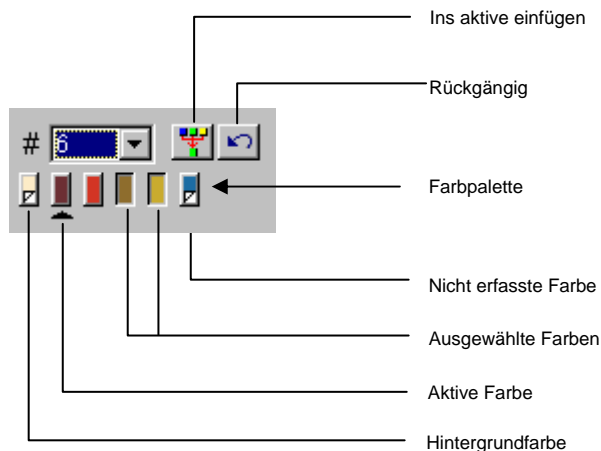 Ins aktive einfügen
Rückgängig
# 6
Farbpalette
Nicht erfasste Farbe
Ausgewählte Farben
Aktive Farbe
Hintergrundfarbe